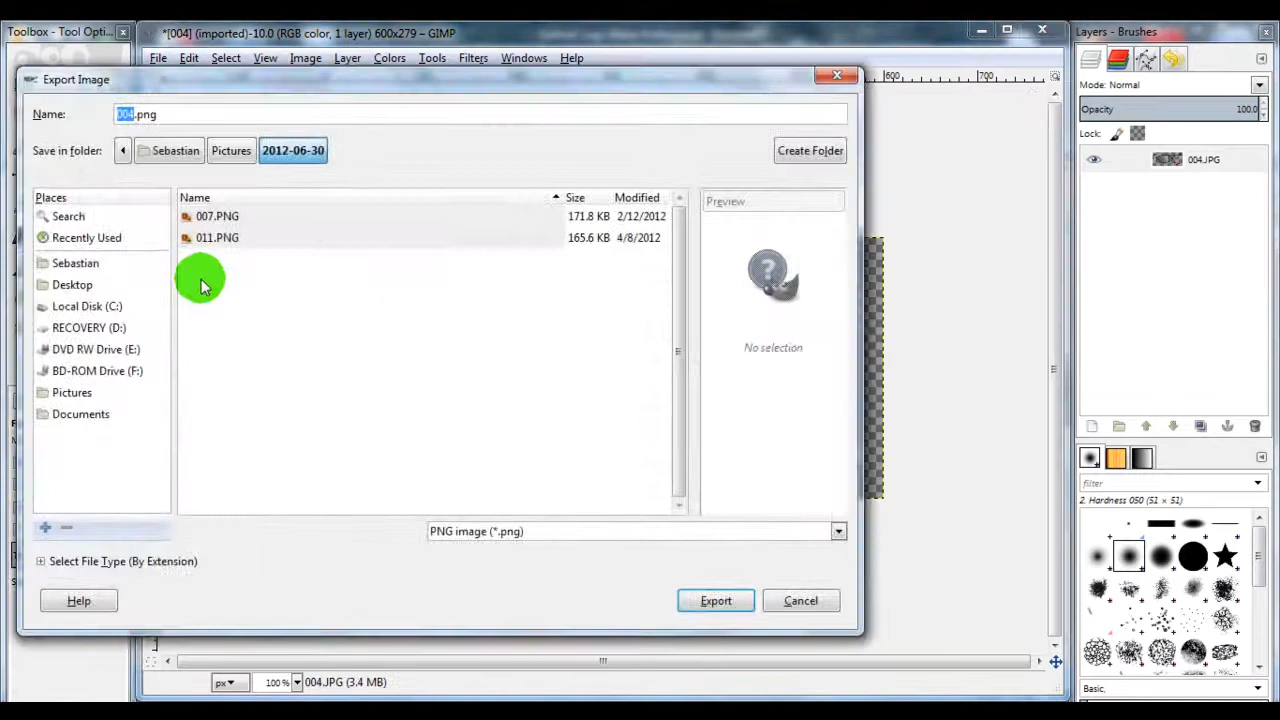 Toolbox - Tool Opti...
*[004] (imported)-10.0 (RGB color, 1 layer) 600x279 – GIMP
Layers - Brushes
File Edit Select View Image Layer Colors Tools Filters Windows Help
Export Image
600 700
Mode: Normal
Opacity 100.0
Name: 004.png
Lock:
Save in folder: Sebastian Pictures 2012-06-30 Create Folder
004.JPG
Places Name Size Modified Preview
Search 007.PNG 171.8 KB 2/12/2012
Recently Used 011.PNG 165.6 KB 4/8/2012
Sebastian
Desktop
Local Disk (C:)
RECOVERY (D:)
DVD RW Drive (E:) No selection
BD-ROM Drive (F:)
Pictures
Documents
filter
2. Hardness 050 (51 × 51)
PNG image (*.png)
Select File Type (By Extension)
Help Export Cancel
px 100 % 004.JPG (3.4 MB)
Basic,